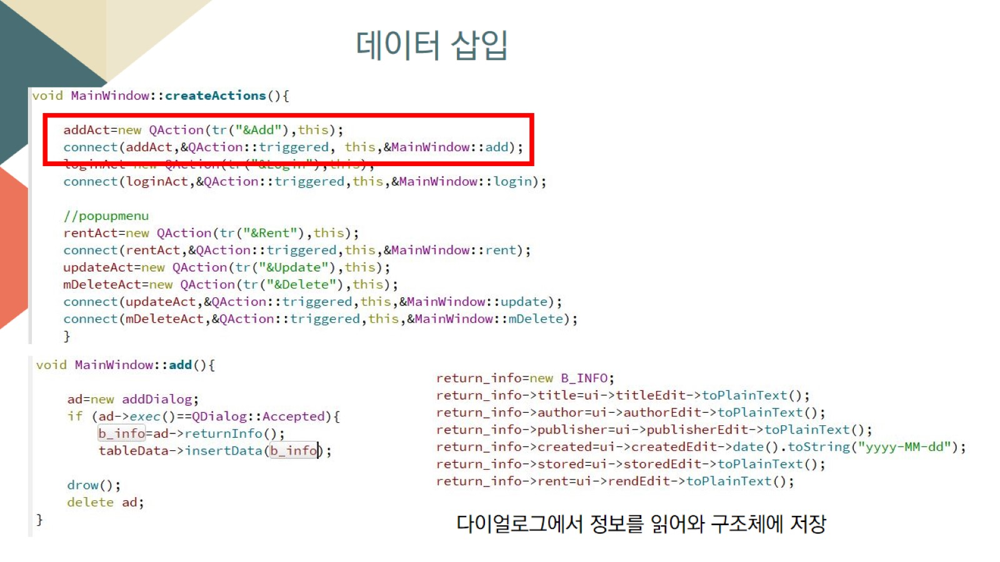 데이터 삽입
void MainWindow::createActions(){
addAct=new QAction(tr("&Add"),this);
connect(addAct,&QAction::triggered, this,&MainWindow::add);
loginAct=new QAction(tr("&Login"),this);
connect(loginAct,&QAction::triggered,this,&MainWindow::login);
//popupmenu
rentAct=new QAction(tr("&Rent"),this);
connect(rentAct,&QAction::triggered,this,&MainWindow::rent);
updateAct=new QAction(tr("&Update"),this);
mDeleteAct=new QAction(tr("&Delete"),this);
connect(updateAct,&QAction::triggered,this,&MainWindow::update);
connect(mDeleteAct,&QAction::triggered,this,&MainWindow::mDelete);
}
void MainWindow::add(){
ad=new addDialog;
if (ad->exec()==QDialog::Accepted){
b_info=ad->returnInfo();
tableData->insertData(b_info);
drow();
delete ad;
}
return_info=new B_INFO;
return_info->title=ui->titleEdit->toPlainText();
return_info->author=ui->authorEdit->toPlainText();
return_info->publisher=ui->publisherEdit->toPlainText();
return_info->created=ui->createdEdit->date().toString("yyyy-MM-dd");
return_info->stored=ui->storedEdit->toPlainText();
return_info->rent=ui->rendEdit->toPlainText();
다이얼로그에서 정보를 읽어와 구조체에 저장